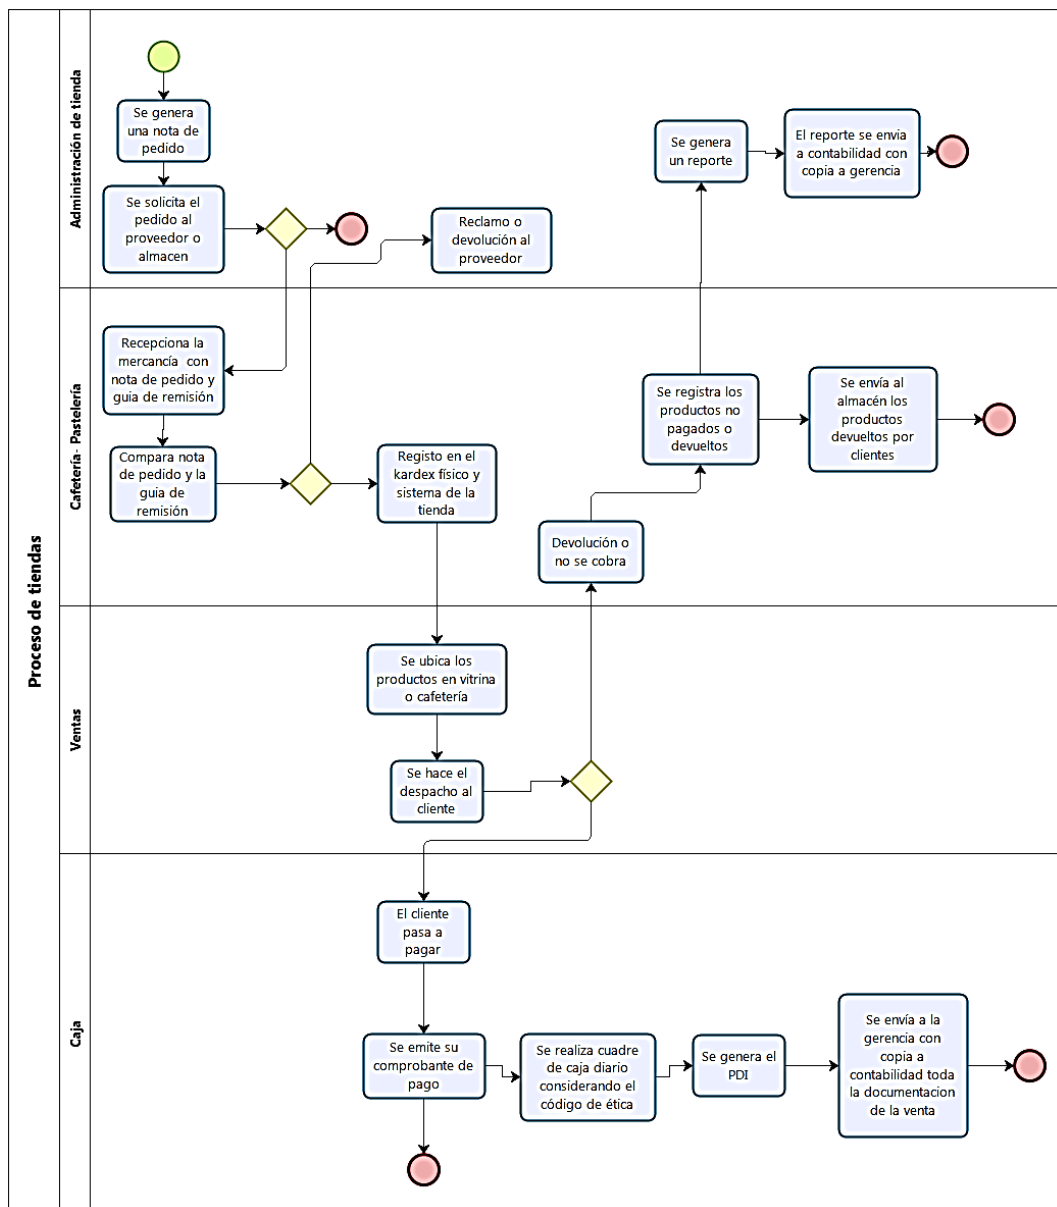 Proceso de tiendas
Administración de tienda
Se genera
una nota de
pedido
Se solicita el
pedido al
proveedor o
almacen
Reclamo o
devolución al
proveedor
Se genera
un reporte
El reporte se envia
a contabilidad con
copia a gerencia
Cafetería- Pastelería
Recepciona la
mercancía con
nota de pedido y
guia de remisión
Compara nota
de pedido y la
guia de
remisión
Registo en el
kardex físico y
sistema de la
tienda
Devolución o
no se cobra
Se registra los
productos no
pagados o
devueltos
Se envía al
almacén los
productos
devueltos por
clientes
Ventas
Se ubica los
productos en vitrina
o cafetería
Se hace el
despacho al
cliente
Caja
El cliente
pasa a
pagar
Se emite su
comprobante de
pago
Se realiza cuadre
de caja diario
considerando el
código de ética
Se genera el
PDI
Se envía a la
gerencia con
copia a
contabilidad toda
la documentacion
de la venta